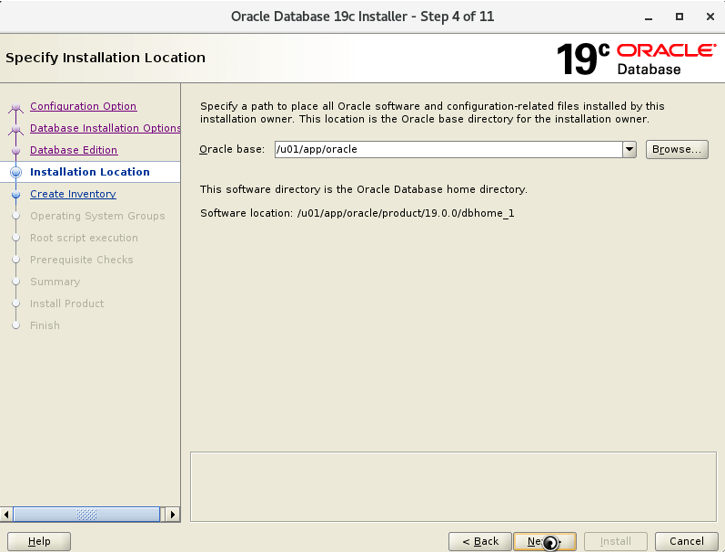 Oracle Database 19c Installer - Step 4 of 11
Specify Installation Location
19c ORACLE
Database
Configuration Option
Database Installation Options
Database Edition
Installation Location
Create Inventory
Operating System Groups
Root script execution
Prerequisite Checks
Summary
Install Product
Finish
Specify a path to place all Oracle software and configuration-related files installed by this
installation owner. This location is the Oracle base directory for the installation owner.
Oracle base: /u01/app/oracle Browse...
This software directory is the Oracle Database home directory.
Software location: /u01/app/oracle/product/19.0.0/dbhome_1
Help < Back Next > Install Cancel